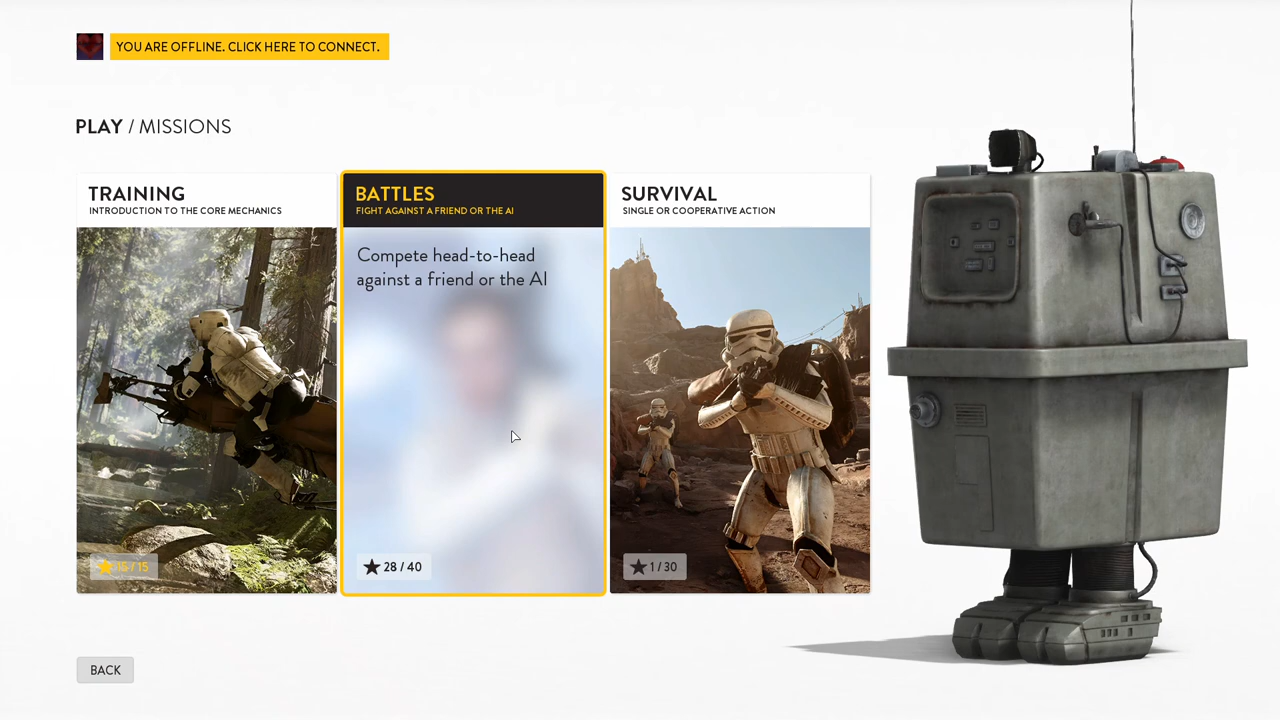 YOU ARE OFFLINE. CLICK HERE TO CONNECT.
PLAY / MISSIONS
TRAINING
INTRODUCTION TO THE CORE MECHANICS
15 / 15
BATTLES
FIGHT AGAINST A FRIEND OR THE AI
Compete head-to-head
against a friend or the AI
28 / 40
SURVIVAL
SINGLE OR COOPERATIVE ACTION
1 / 30
BACK